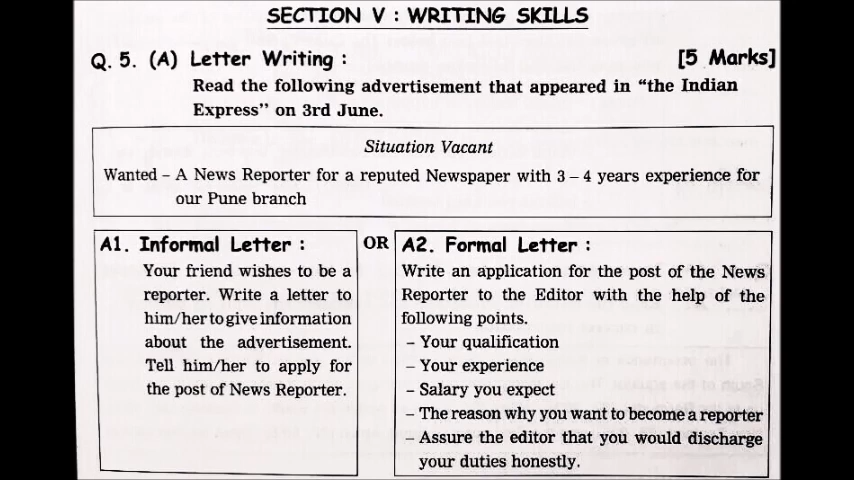 SECTION V : WRITING SKILLS
Q. 5. (A) Letter Writing : [5 Marks]
Read the following advertisement that appeared in “the Indian
Express” on 3rd June.
Situation Vacant
Wanted – A News Reporter for a reputed Newspaper with 3 – 4 years experience for
our Pune branch
A1. Informal Letter :
Your friend wishes to be a
reporter. Write a letter to
him/her to give information
about the advertisement.
Tell him/her to apply for
the post of News Reporter.
OR
A2. Formal Letter :
Write an application for the post of the News
Reporter to the Editor with the help of the
following points.
– Your qualification
– Your experience
– Salary you expect
– The reason why you want to become a reporter
– Assure the editor that you would discharge
your duties honestly.